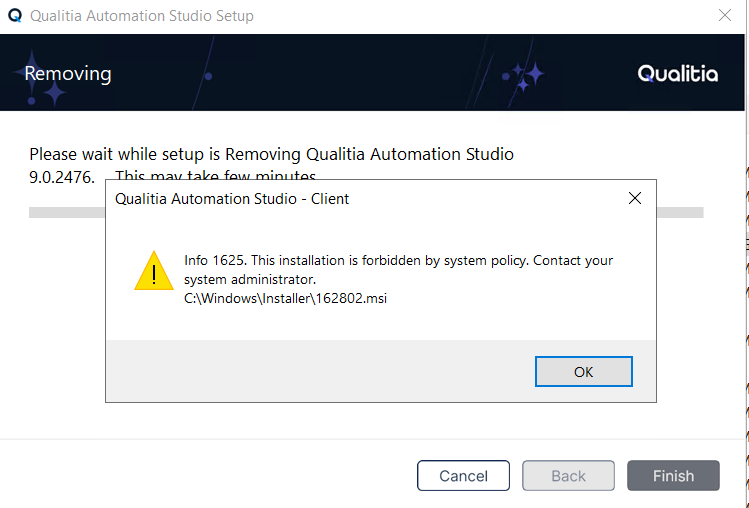 Qualitia Automation Studio Setup
Removing
Qualitia
Please wait while setup is Removing Qualitia Automation Studio
9.0.2476. This may take few minutes
Qualitia Automation Studio - Client
Info 1625. This installation is forbidden by system policy. Contact your
system administrator.
C:\Windows\Installer\162802.msi
OK
Cancel
Back
Finish